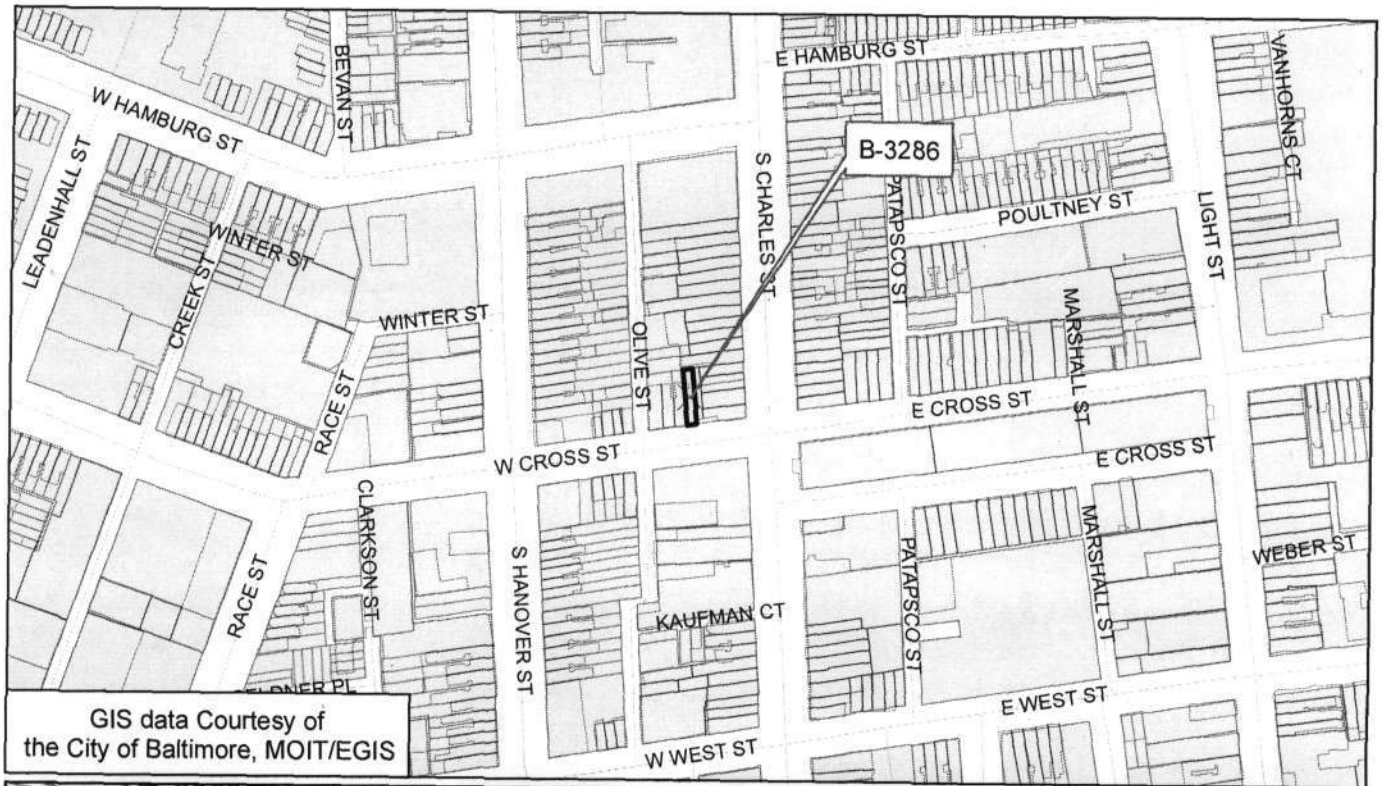 E HAMBURG ST
BEVAN ST
VANHORNS CT
W HAMBURG ST
LEADENHALL ST
B-3286
S CHARLES ST
PATAPSCO ST
POULTNEY ST
LIGHT ST
WINTER ST
CREEK ST
WINTER ST
MARSHALL ST
OLIVE ST
RACE ST
E CROSS ST
W CROSS ST
E CROSS ST
CLARKSON ST
MARSHALL ST
PATAPSCO ST
WEBER ST
S HANOVER ST
RACE ST
KAUFMAN CT
E WEST ST
W WEST ST
GIS data Courtesy of
the City of Baltimore, MOIT/EGIS